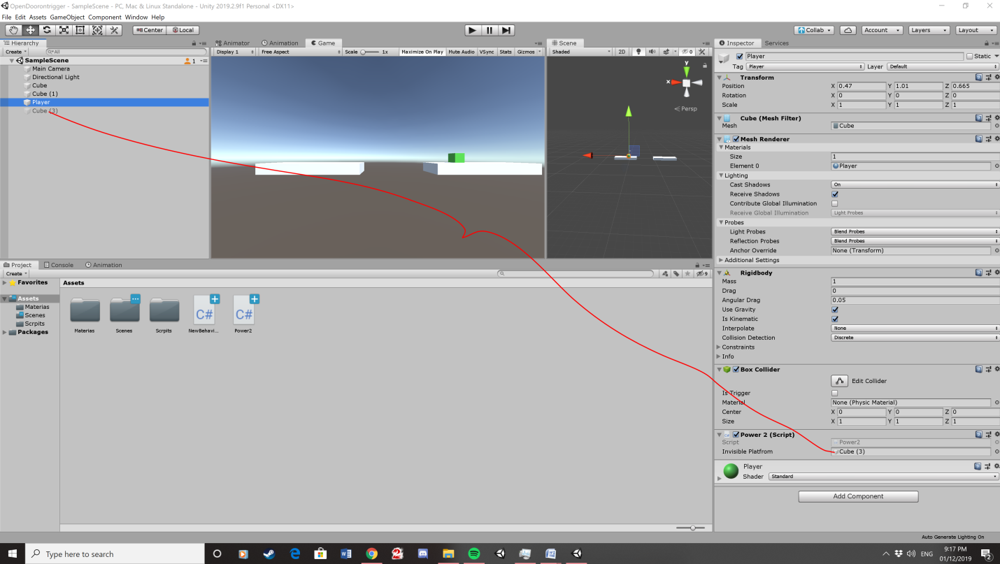 OpenDoorontrigger - SampleScene - PC, Mac & Linux Standalone - Unity 2019.2.9f1 Personal <DX11>
File Edit Assets GameObject Component Window Help
Center Local Collab Account Layers Layout
Hierarchy
Create All
SampleScene 1
Main Camera
Directional Light
Cube
Cube (1)
Player
Cube (3)
Animator Animation Game
Display 1 Free Aspect Scale 1x Maximize On Play Mute Audio VSync Stats Gizmos
Scene
Shaded 2D 0
y
x
Persp
Inspector Services
Player Static
Tag Player Layer Default
Transform
Position X 0.47 Y 1.01 Z 0.665
Rotation X 0 Y 0 Z 0
Scale X 1 Y 1 Z 1
Cube (Mesh Filter)
Mesh Cube
Mesh Renderer
Materials
Size 1
Element 0 Player
Lighting
Cast Shadows On
Receive Shadows
Contribute Global Illumination
Receive Global Illumination Light Probes
Probes
Light Probes Blend Probes
Reflection Probes Blend Probes
Anchor Override None (Transform)
Additional Settings
Rigidbody
Mass 1
Drag 0
Angular Drag 0.05
Use Gravity
Is Kinematic
Interpolate None
Collision Detection Discrete
Constraints
Info
Box Collider
Edit Collider
Is Trigger
Material None (Physic Material)
Center X 0 Y 0 Z 0
Size X 1 Y 1 Z 1
Power 2 (Script)
Script Power2
Invisible Platfrom Cube (3)
Player
Shader Standard
Add Component
Project Console Animation
Create 9
Favorites
Assets
Materias
Scenes
Scrpits
Packages
Assets
C# C#
Materias Scenes Scrpits NewBehavi... Power2
Auto Generate Lighting On
Type here to search
ENG
9:17 PM
01/12/2019
2